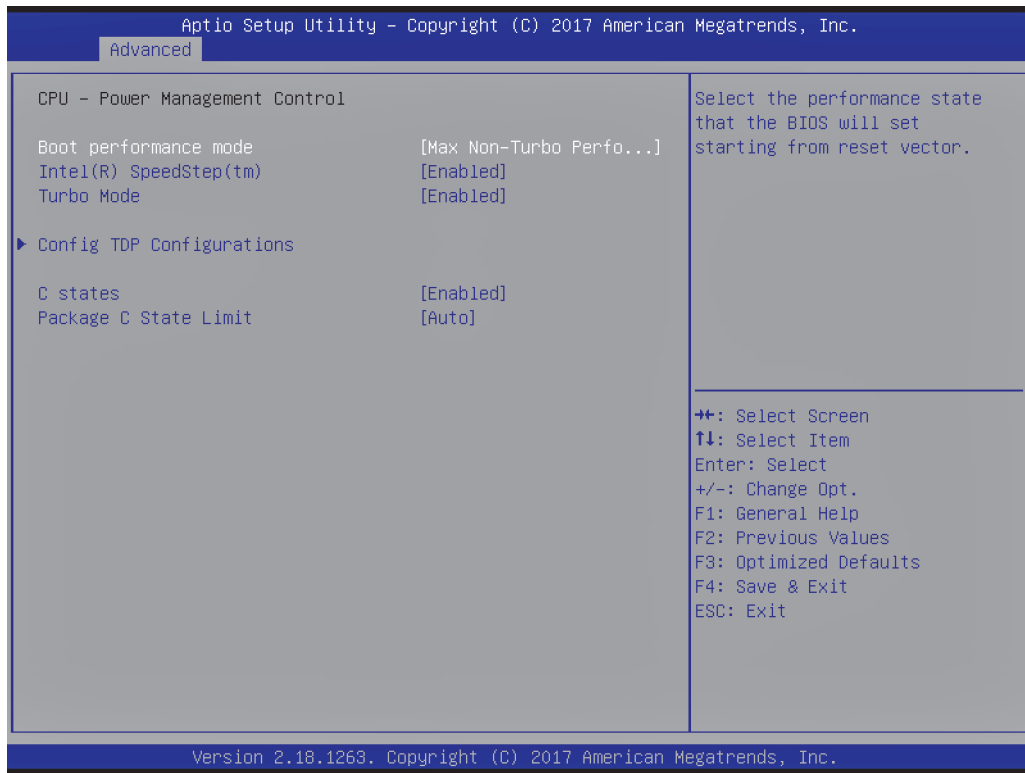 Aptio Setup Utility – Copyright (C) 2017 American Megatrends, Inc.
Advanced
CPU – Power Management Control
Boot performance mode [Max Non-Turbo Perfo...]
Intel(R) SpeedStep(tm) [Enabled]
Turbo Mode [Enabled]
Config TDP Configurations
C states [Enabled]
Package C State Limit [Auto]
Select the performance state
that the BIOS will set
starting from reset vector.
→←: Select Screen
↑↓: Select Item
Enter: Select
+/-: Change Opt.
F1: General Help
F2: Previous Values
F3: Optimized Defaults
F4: Save & Exit
ESC: Exit
Version 2.18.1263. Copyright (C) 2017 American Megatrends, Inc.